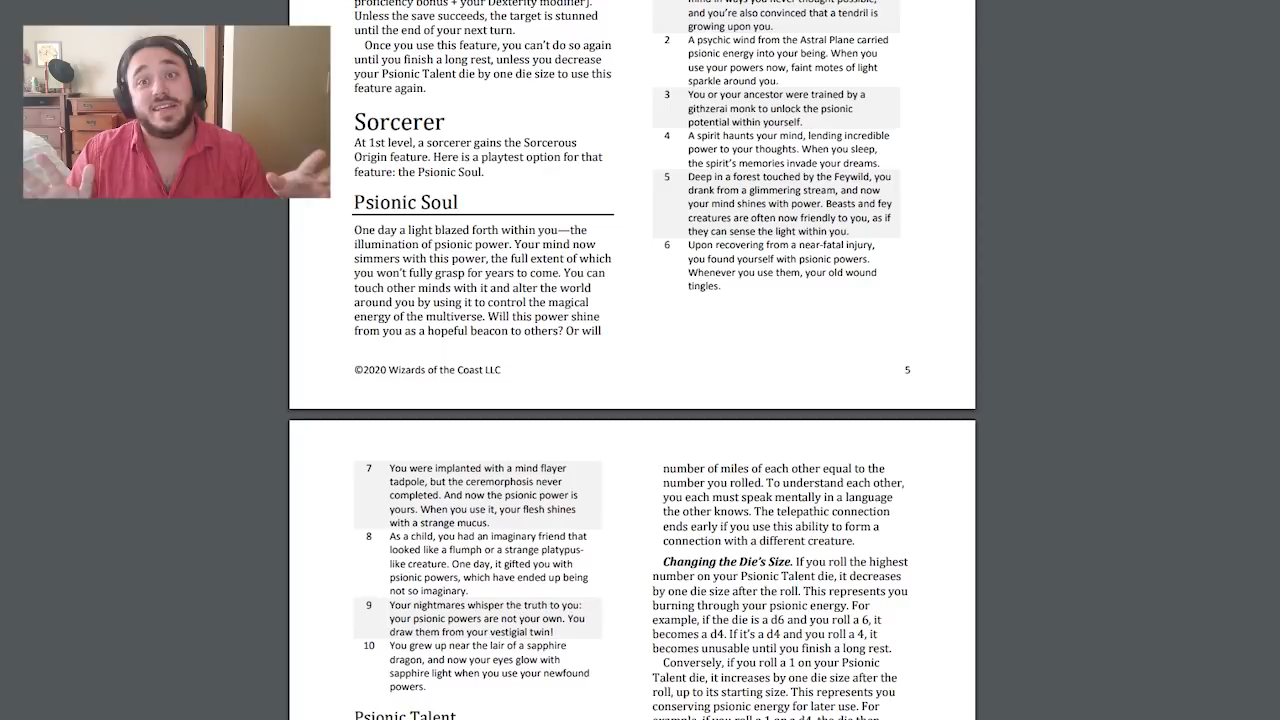 proficiency bonus + your Dexterity modifier).
Unless the save succeeds, the target is stunned
until the end of your next turn.
Once you use this feature, you can't do so again
until you finish a long rest, unless you decrease
your Psionic Talent die by one die size to use this
feature again.
Sorcerer
At 1st level, a sorcerer gains the Sorcerous
Origin feature. Here is a playtest option for that
feature: the Psionic Soul.
Psionic Soul
One day a light blazed forth within you—the
illumination of psionic power. Your mind now
simmers with this power, the full extent of which
you won't fully grasp for years to come. You can
touch other minds with it and alter the world
around you by using it to control the magical
energy of the multiverse. Will this power shine
from you as a hopeful beacon to others? Or will
mind in ways you never thought possible,
and you're also convinced that a tendril is
growing upon you.
2 A psychic wind from the Astral Plane carried
psionic energy into your being. When you
use your powers now, faint motes of light
sparkle around you.
3 You or your ancestor were trained by a
githzerai monk to unlock the psionic
potential within yourself.
4 A spirit haunts your mind, lending incredible
power to your thoughts. When you sleep,
the spirit's memories invade your dreams.
5 Deep in a forest touched by the Feywild, you
drank from a glimmering stream, and now
your mind shines with power. Beasts and fey
creatures are often now friendly to you, as if
they can sense the light within you.
6 Upon recovering from a near-fatal injury,
you found yourself with psionic powers.
Whenever you use them, your old wound
tingles.
©2020 Wizards of the Coast LLC 5
7 You were implanted with a mind flayer
tadpole, but the ceremorphosis never
completed. And now the psionic power is
yours. When you use it, your flesh shines
with a strange mucus.
8 As a child, you had an imaginary friend that
looked like a flumph or a strange platypus-
like creature. One day, it gifted you with
psionic powers, which have ended up being
not so imaginary.
9 Your nightmares whisper the truth to you:
your psionic powers are not your own. You
draw them from your vestigial twin!
10 You grew up near the lair of a sapphire
dragon, and now your eyes glow with
sapphire light when you use your newfound
powers.
Psionic Talent
number of miles of each other equal to the
number you rolled. To understand each other,
you each must speak mentally in a language
the other knows. The telepathic connection
ends early if you use this ability to form a
connection with a different creature.
Changing the Die's Size. If you roll the highest
number on your Psionic Talent die, it decreases
by one die size after the roll. This represents you
burning through your psionic energy. For
example, if the die is a d6 and you roll a 6, it
becomes a d4. If it's a d4 and you roll a 4, it
becomes unusable until you finish a long rest.
Conversely, if you roll a 1 on your Psionic
Talent die, it increases by one die size after the
roll, up to its starting size. This represents you
conserving psionic energy for later use. For
example, if you roll a 1 on a d4, the die then